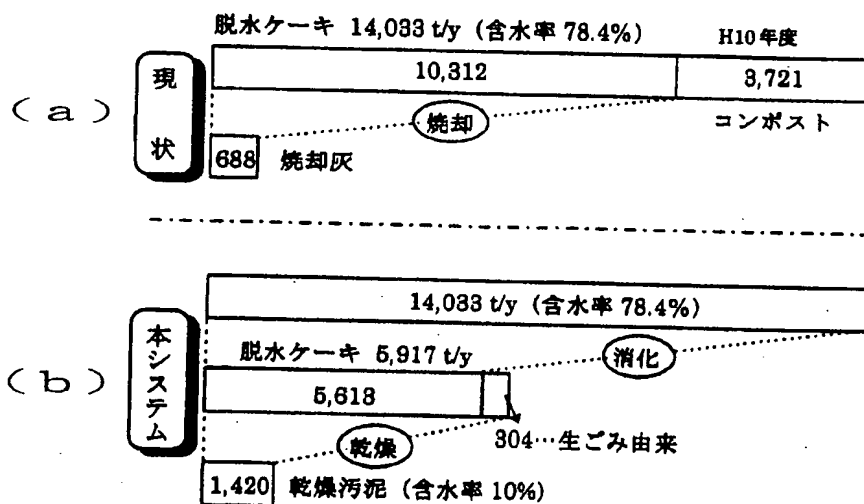 脱水ケーキ 14,033 t/y (含水率 78.4%)
H10年度
(a)
現状
10,312
3,721
焼却
コンポスト
688
焼却灰
(b)
本システム
14,033 t/y (含水率 78.4%)
脱水ケーキ 5,917 t/y
消化
5,613
304…生ごみ由来
乾燥
1,420
乾燥汚泥 (含水率 10%)